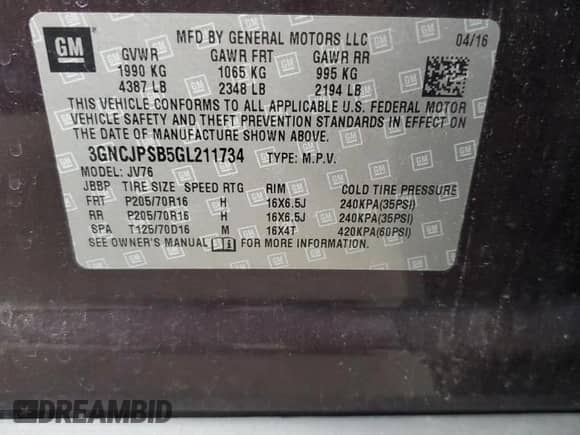 GM
MFD BY GENERAL MOTORS LLC 04/16
GVWR GAWR FRT GAWR RR
1990 KG 1065 KG 995 KG
4387 LB 2348 LB 2194 LB
THIS VEHICLE CONFORMS TO ALL APPLICABLE U.S. FEDERAL MOTOR
VEHICLE SAFETY AND THEFT PREVENTION STANDARDS IN EFFECT ON
THE DATE OF MANUFACTURE SHOWN ABOVE.
3GNCJPSB5GL211734 TYPE: M.P.V.
MODEL: JV76
JBBP TIRE SIZE SPEED RTG RIM COLD TIRE PRESSURE
FRT P205/70R16 H 16X6.5J 240KPA(35PSI)
RR P205/70R16 H 16X6.5J 240KPA(35PSI)
SPA T125/70D16 M 16X4T 420KPA(60PSI)
SEE OWNER'S MANUAL FOR MORE INFORMATION.
DREAMBID